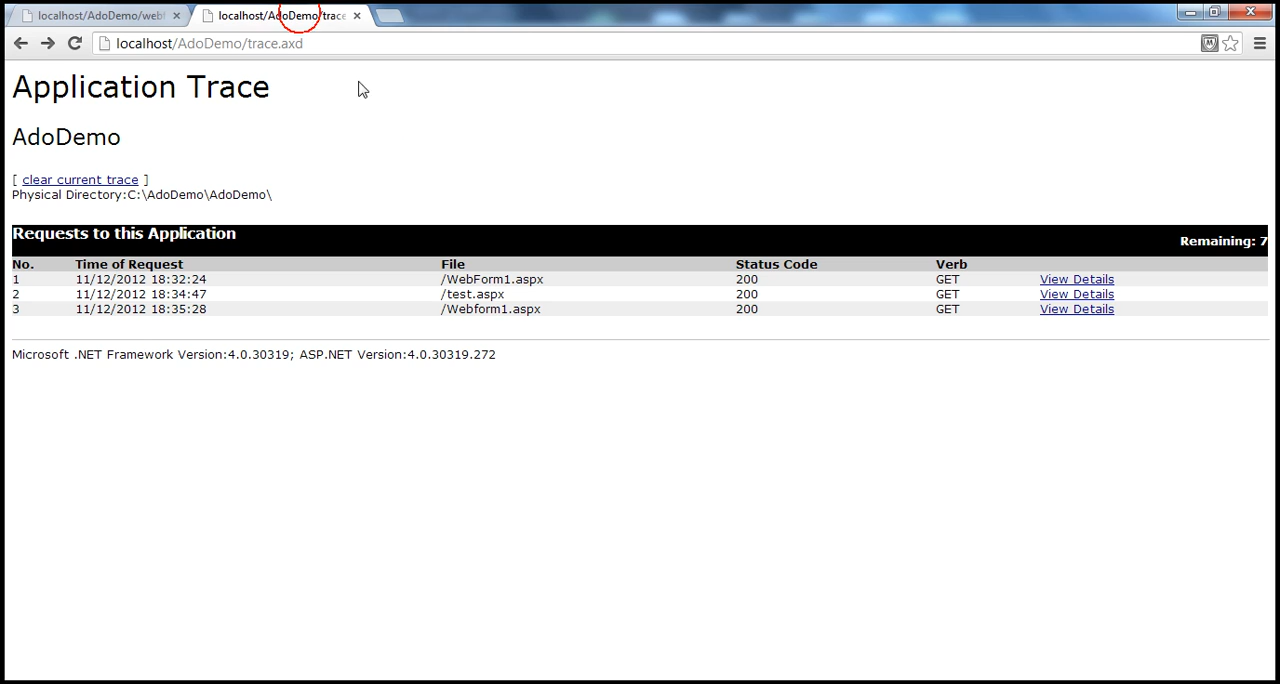 localhost/AdoDemo/webf
localhost/AdoDemo/trace
localhost/AdoDemo/trace.axd
Application Trace
AdoDemo
[ clear current trace ]
Physical Directory:C:\AdoDemo\AdoDemo\
Requests to this Application
Remaining: 7
No. Time of Request File Status Code Verb
1 11/12/2012 18:32:24 /WebForm1.aspx 200 GET View Details
2 11/12/2012 18:34:47 /test.aspx 200 GET View Details
3 11/12/2012 18:35:28 /Webform1.aspx 200 GET View Details
Microsoft .NET Framework Version:4.0.30319; ASP.NET Version:4.0.30319.272